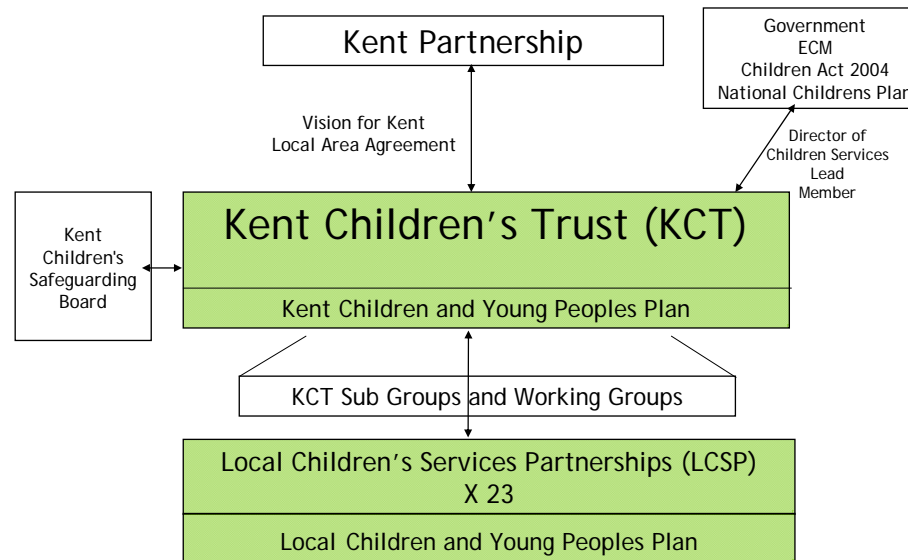 Kent Partnership
Government
ECM
Children Act 2004
National Childrens Plan
Vision for Kent
Local Area Agreement
Director of
Children Services
Lead
Member
Kent
Children's
Safeguarding
Board
Kent Children’s Trust (KCT)
Kent Children and Young Peoples Plan
KCT Sub Groups and Working Groups
Local Children’s Services Partnerships (LCSP)
X 23
Local Children and Young Peoples Plan